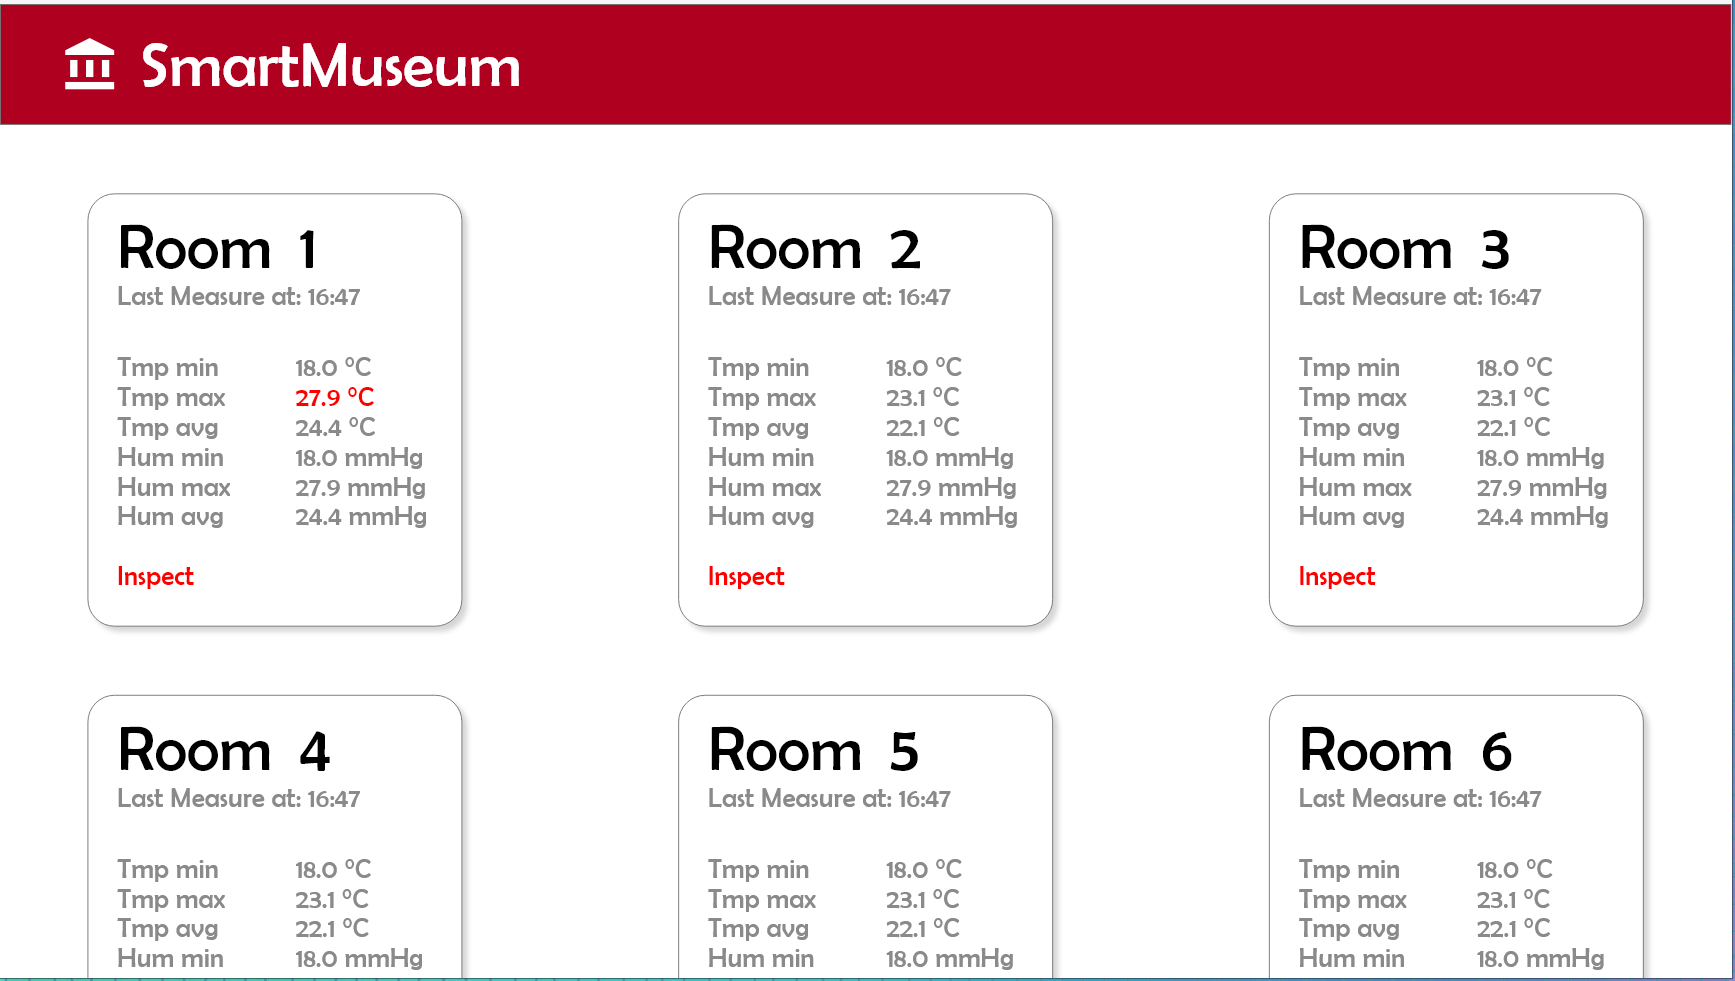 SmartMuseum
Room 1
Last Measure at: 16:47
Tmp min 18.0 °C
Tmp max 27.9 °C
Tmp avg 24.4 °C
Hum min 18.0 mmHg
Hum max 27.9 mmHg
Hum avg 24.4 mmHg
Inspect
Room 2
Last Measure at: 16:47
Tmp min 18.0 °C
Tmp max 23.1 °C
Tmp avg 22.1 °C
Hum min 18.0 mmHg
Hum max 27.9 mmHg
Hum avg 24.4 mmHg
Inspect
Room 3
Last Measure at: 16:47
Tmp min 18.0 °C
Tmp max 23.1 °C
Tmp avg 22.1 °C
Hum min 18.0 mmHg
Hum max 27.9 mmHg
Hum avg 24.4 mmHg
Inspect
Room 4
Last Measure at: 16:47
Tmp min 18.0 °C
Tmp max 23.1 °C
Tmp avg 22.1 °C
Hum min 18.0 mmHg
Room 5
Last Measure at: 16:47
Tmp min 18.0 °C
Tmp max 23.1 °C
Tmp avg 22.1 °C
Hum min 18.0 mmHg
Room 6
Last Measure at: 16:47
Tmp min 18.0 °C
Tmp max 23.1 °C
Tmp avg 22.1 °C
Hum min 18.0 mmHg